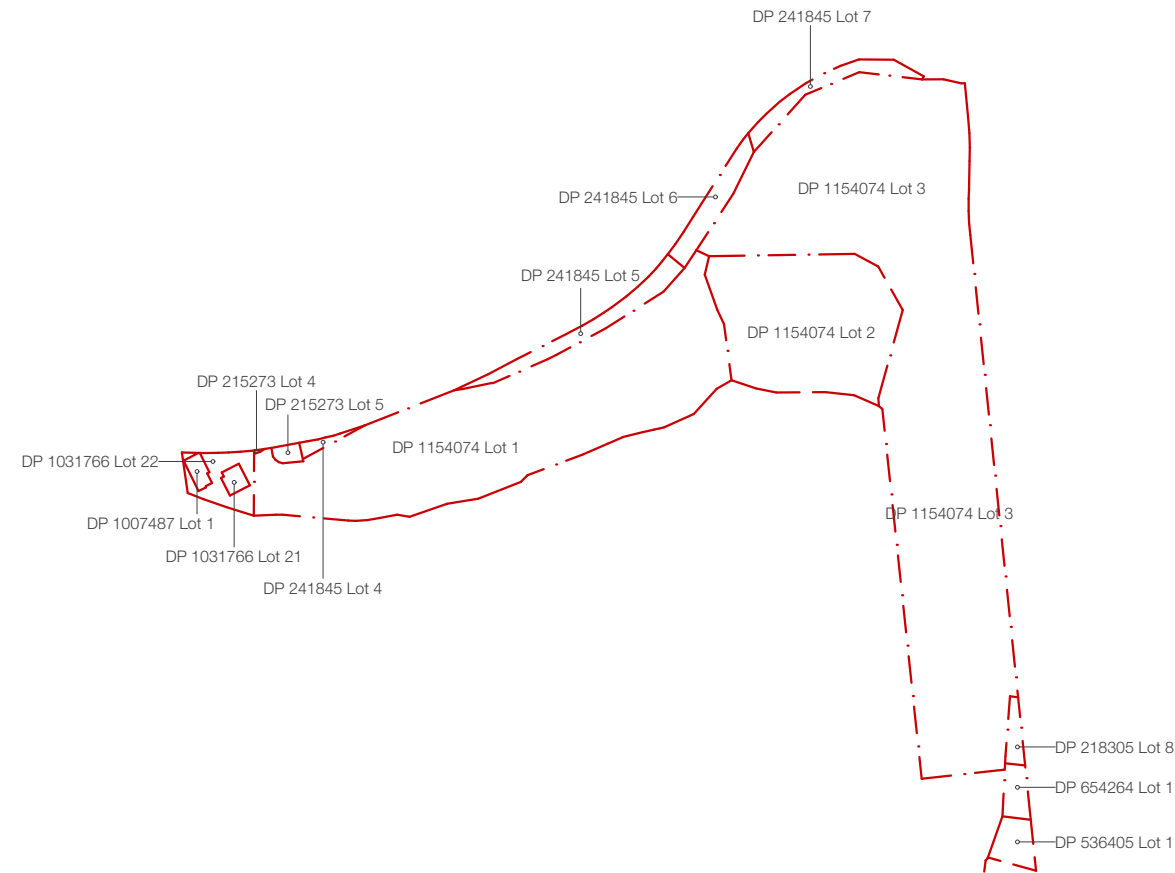 DP 241845 Lot 7
DP 1154074 Lot 3
DP 241845 Lot 6
DP 241845 Lot 5
DP 1154074 Lot 2
DP 215273 Lot 4
DP 215273 Lot 5
DP 1154074 Lot 1
DP 1031766 Lot 22
DP 1154074 Lot 3
DP 1007487 Lot 1
DP 1031766 Lot 21
DP 241845 Lot 4
DP 218305 Lot 8
DP 654264 Lot 1
DP 536405 Lot 1